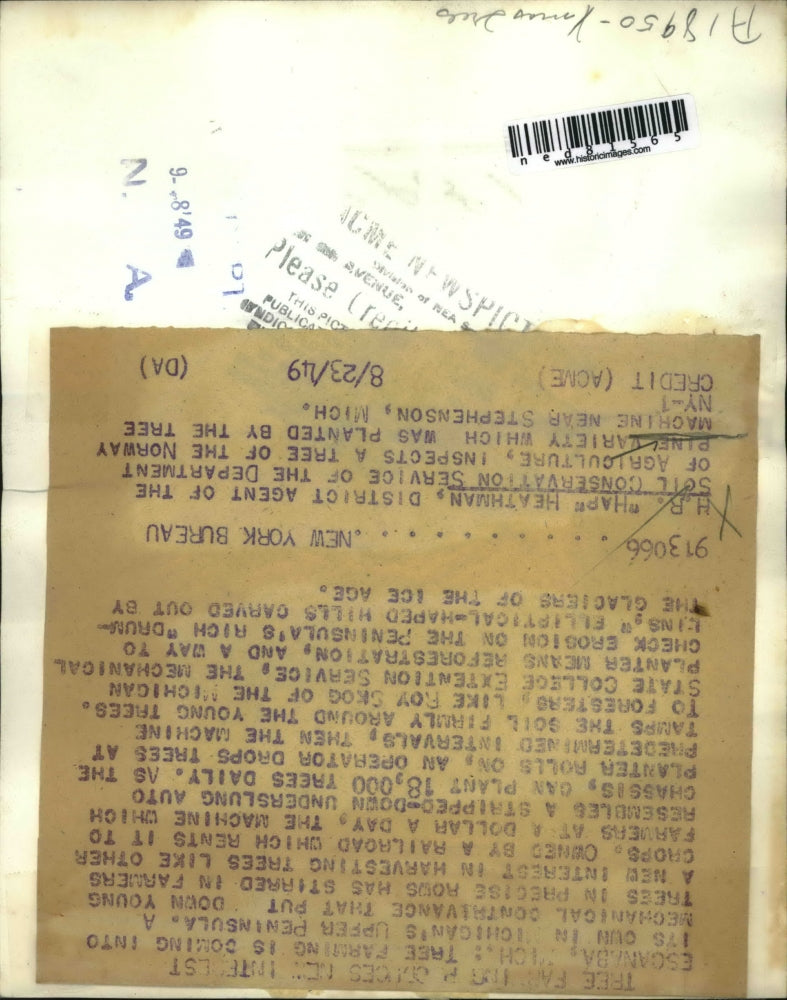 A18950-
ned81565
www.historicimages.com
9-.8'49
N. A.
ACME NEWSPICT
DIVISION of NEA S
AVENUE,
Please
THIS PICT
PUBLICA
SYNDIC
TREE FARMING PRODUCES NEW INTEREST
ESCANABA, MICH.: TREE FARMING IS COMING INTO
ITS OWN IN MICHIGAN'S UPPER PENINSULA. A
MECHANICAL CONTRIVANCE THAT PUT DOWN YOUNG
TREES IN PRECISE ROWS HAS STIRRED IN FARMERS
A NEW INTEREST IN HARVESTING TREES LIKE OTHER
CROPS. OWNED BY A RAILROAD WHICH RENTS IT TO
FARMERS AT A DOLLAR A DAY, THE MACHINE WHICH
RESEMBLES A STRIPPED-DOWN UNDERSLUNG AUTO
CHASSIS, CAN PLANT 18,000 TREES DAILY. AS THE
PLANTER ROLLS ON, AN OPERATOR DROPS TREES AT
PREDETERMINED INTERVALS, THEN THE MACHINE
TAMPS THE SOIL FIRMLY AROUND THE YOUNG TREES.
TO FORESTERS, LIKE ROY SKOG OF THE MICHIGAN
STATE COLLEGE EXTENTION SERVICE, THE MECHANICAL
PLANTER MEANS REFORESTRATION, AND A WAY TO
CHECK EROSION ON THE PENINSULA'S RICH "DRUM-
LINS," ELLIPTICAL-HAPED HILLS CARVED OUT BY
THE GLACIERS OF THE ICE AGE.
913066 . . . . . . . . . .NEW YORK BUREAU
H.B. "HAP" HEATHMAN, DISTRICT AGENT OF THE
SOIL CONSERVATION SERVICE OF THE DEPARTMENT
OF AGRICULTURE, INSPECTS A TREE OF THE NORWAY
PINE VARIETY WHICH WAS PLANTED BY THE TREE
MACHINE NEAR STEPHENSON, MICH.
NY-1
CREDIT (ACME) 8/23/49 (DA)